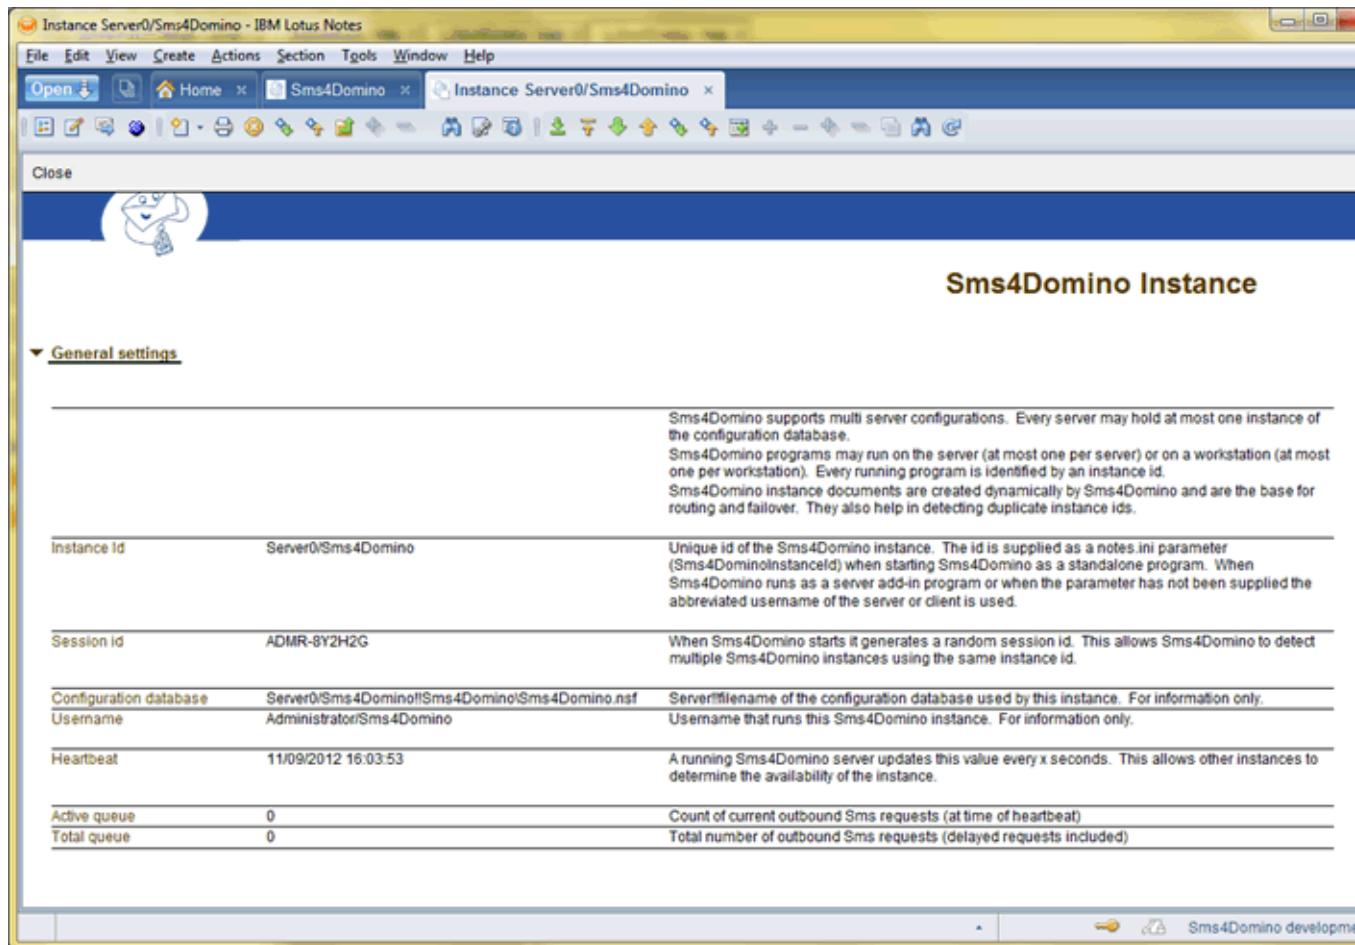 Instance Server0/Sms4Domino - IBM Lotus Notes
File Edit View Create Actions Section Tools Window Help
Open Home × Sms4Domino × Instance Server0/Sms4Domino ×
Close
Sms4Domino Instance
General settings
Sms4Domino supports multi server configurations. Every server may hold at most one instance of
the configuration database.
Sms4Domino programs may run on the server (at most one per server) or on a workstation (at most
one per workstation). Every running program is identified by an instance id.
Sms4Domino instance documents are created dynamically by Sms4Domino and are the base for
routing and failover. They also help in detecting duplicate instance ids.
Instance Id Server0/Sms4Domino Unique id of the Sms4Domino instance. The id is supplied as a notes.ini parameter
(Sms4DominoInstanceId) when starting Sms4Domino as a standalone program. When
Sms4Domino runs as a server add-in program or when the parameter has not been supplied the
abbreviated username of the server or client is used.
Session id ADMR-8Y2H2G When Sms4Domino starts it generates a random session id. This allows Sms4Domino to detect
multiple Sms4Domino instances using the same instance id.
Configuration database Server0/Sms4Domino!!Sms4Domino\Sms4Domino.nsf Server!!filename of the configuration database used by this instance. For information only.
Username Administrator/Sms4Domino Username that runs this Sms4Domino instance. For information only.
Heartbeat 11/09/2012 16:03:53 A running Sms4Domino server updates this value every x seconds. This allows other instances to
determine the availability of the instance.
Active queue 0 Count of current outbound Sms requests (at time of heartbeat)
Total queue 0 Total number of outbound Sms requests (delayed requests included)
Sms4Domino developme